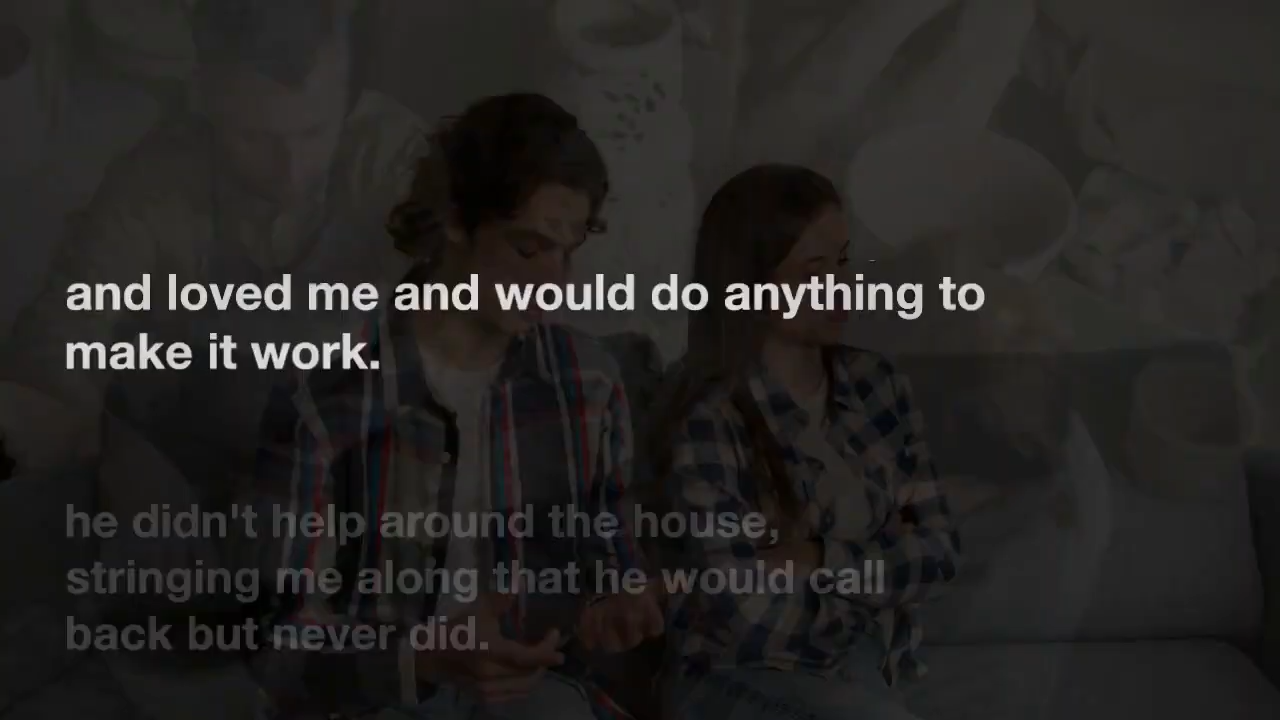 and loved me and would do anything to
make it work.
he didn't help around the house,
stringing me along that he would call
back but never did.